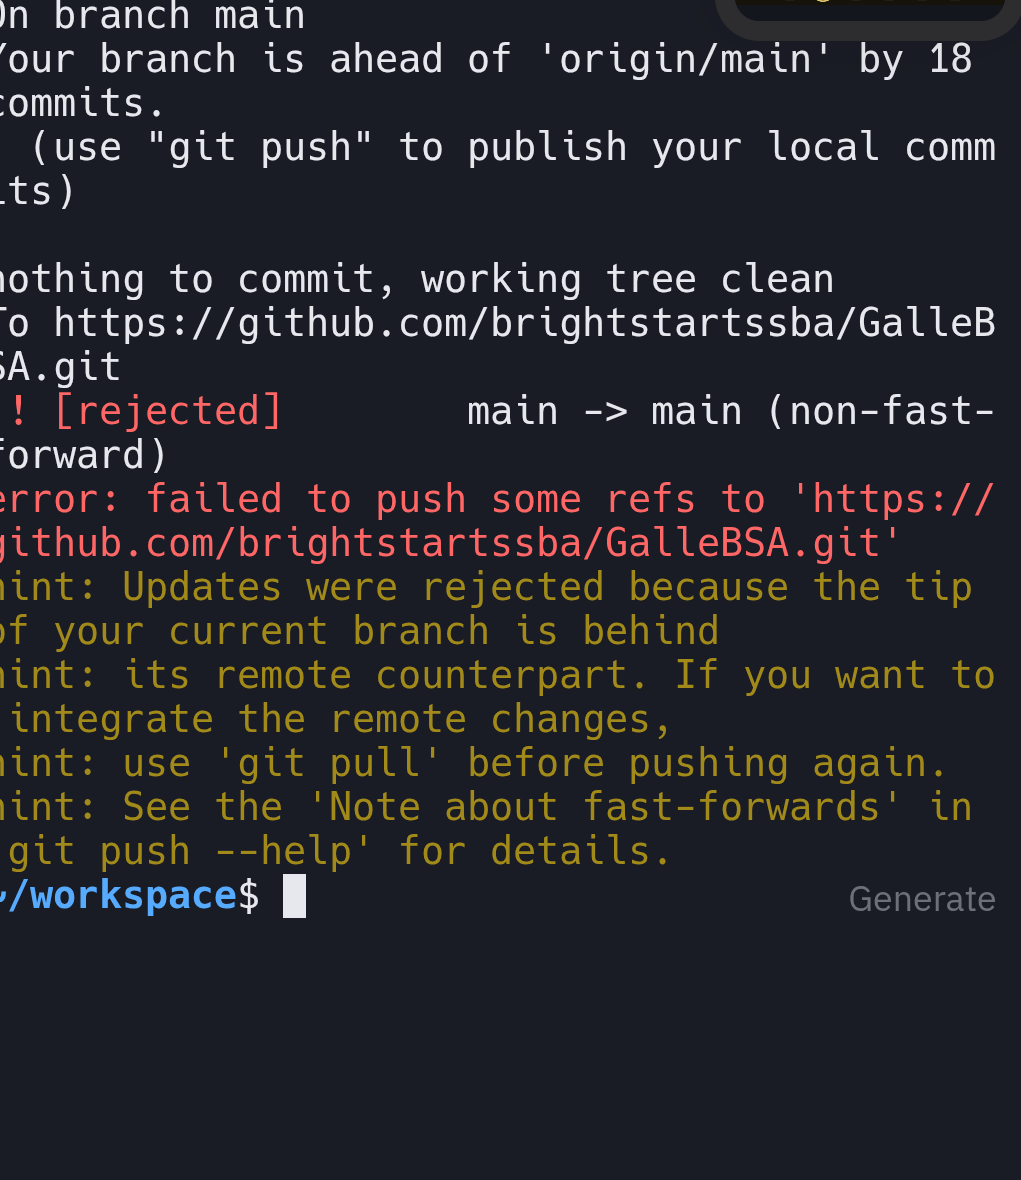 On branch main
Your branch is ahead of 'origin/main' by 18
commits.
(use "git push" to publish your local comm
its)
nothing to commit, working tree clean
To https://github.com/brightstartssba/GalleB
SA.git
! [rejected] main -> main (non-fast-
forward)
error: failed to push some refs to 'https://
github.com/brightstartssba/GalleBSA.git'
hint: Updates were rejected because the tip
of your current branch is behind
hint: its remote counterpart. If you want to
integrate the remote changes,
hint: use 'git pull' before pushing again.
hint: See the 'Note about fast-forwards' in
'git push --help' for details.
~/workspace$
Generate